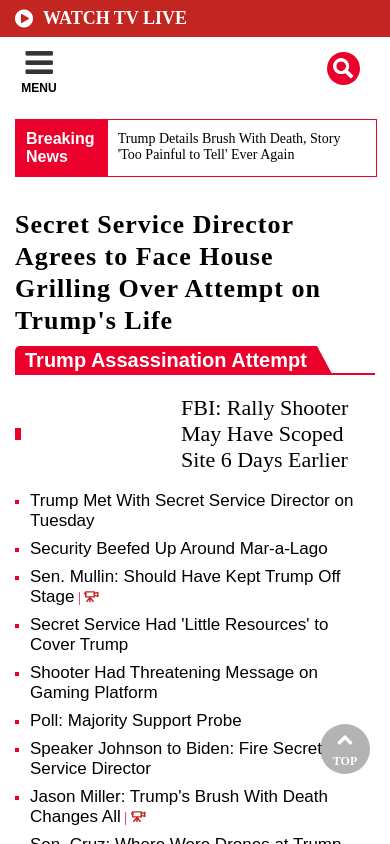 WATCH TV LIVE
MENU
Breaking
News
Trump Details Brush With Death, Story
'Too Painful to Tell' Ever Again
Secret Service Director
Agrees to Face House
Grilling Over Attempt on
Trump's Life
Trump Assassination Attempt
FBI: Rally Shooter
May Have Scoped
Site 6 Days Earlier
Trump Met With Secret Service Director on
Tuesday
Security Beefed Up Around Mar-a-Lago
Sen. Mullin: Should Have Kept Trump Off
Stage |
Secret Service Had 'Little Resources' to
Cover Trump
Shooter Had Threatening Message on
Gaming Platform
Poll: Majority Support Probe
Speaker Johnson to Biden: Fire Secret
Service Director
TOP
Jason Miller: Trump's Brush With Death
Changes All |
Sen. Cruz: Where Were Drones at Trump